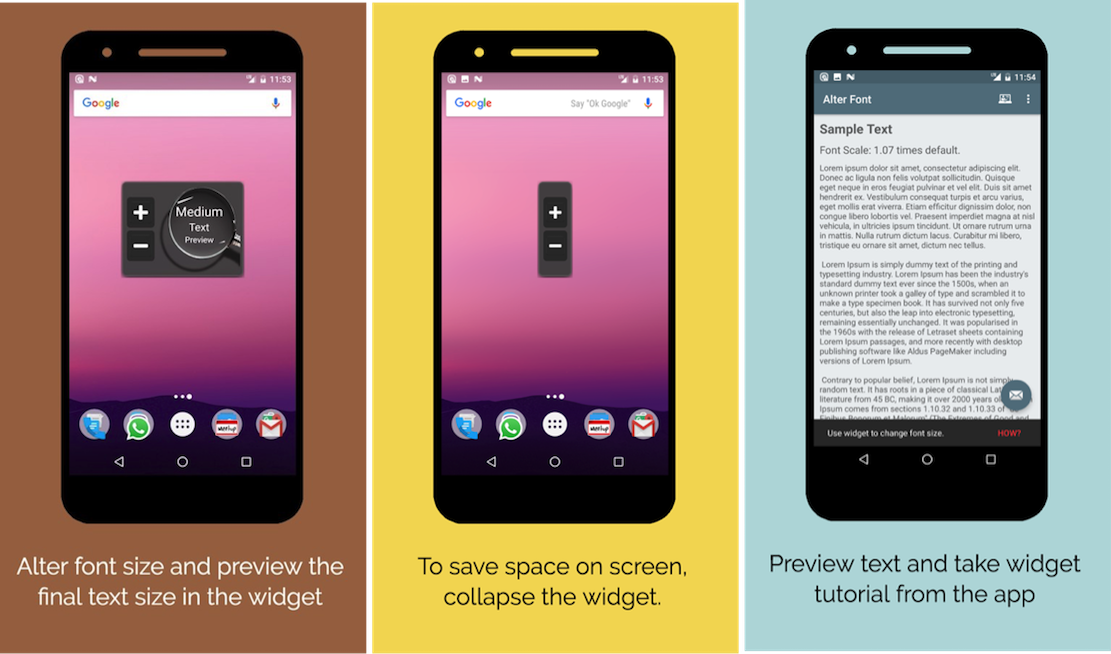 11:53
Google
+
Medium
Text
Preview
−
Alter font size and preview the
final text size in the widget
11:53
Google Say "Ok Google"
+
−
To save space on screen,
collapse the widget.
11:54
Alter Font
Sample Text
Font Scale: 1.07 times default.
Lorem ipsum dolor sit amet, consectetur adipiscing elit.
Donec ac ligula non felis volutpat sollicitudin. Quisque
eget neque in eros feugiat pulvinar et vel elit. Duis sit amet
hendrerit ex. Vestibulum consequat turpis et arcu varius,
eget mollis erat viverra. Etiam efficitur dignissim dolor, non
congue libero lobortis vel. Praesent imperdiet magna at nisl
vehicula, in ultricies ipsum tincidunt. Ut ornare rutrum urna
in mattis. Nulla rutrum dictum lacus. Curabitur mi libero,
tristique eu ornare sit amet, dictum nec tellus.
Lorem Ipsum is simply dummy text of the printing and
typesetting industry. Lorem Ipsum has been the industry's
standard dummy text ever since the 1500s, when an
unknown printer took a galley of type and scrambled it to
make a type specimen book. It has survived not only five
centuries, but also the leap into electronic typesetting,
remaining essentially unchanged. It was popularised in
the 1960s with the release of Letraset sheets containing
Lorem Ipsum passages, and more recently with desktop
publishing software like Aldus PageMaker including
versions of Lorem Ipsum.
Contrary to popular belief, Lorem Ipsum is not simply
random text. It has roots in a piece of classical
literature from 45 BC, making it over 2000 years
Ipsum comes from sections 1.10.32 and 1.10.33 of
Use widget to change font size. HOW?
Preview text and take widget
tutorial from the app